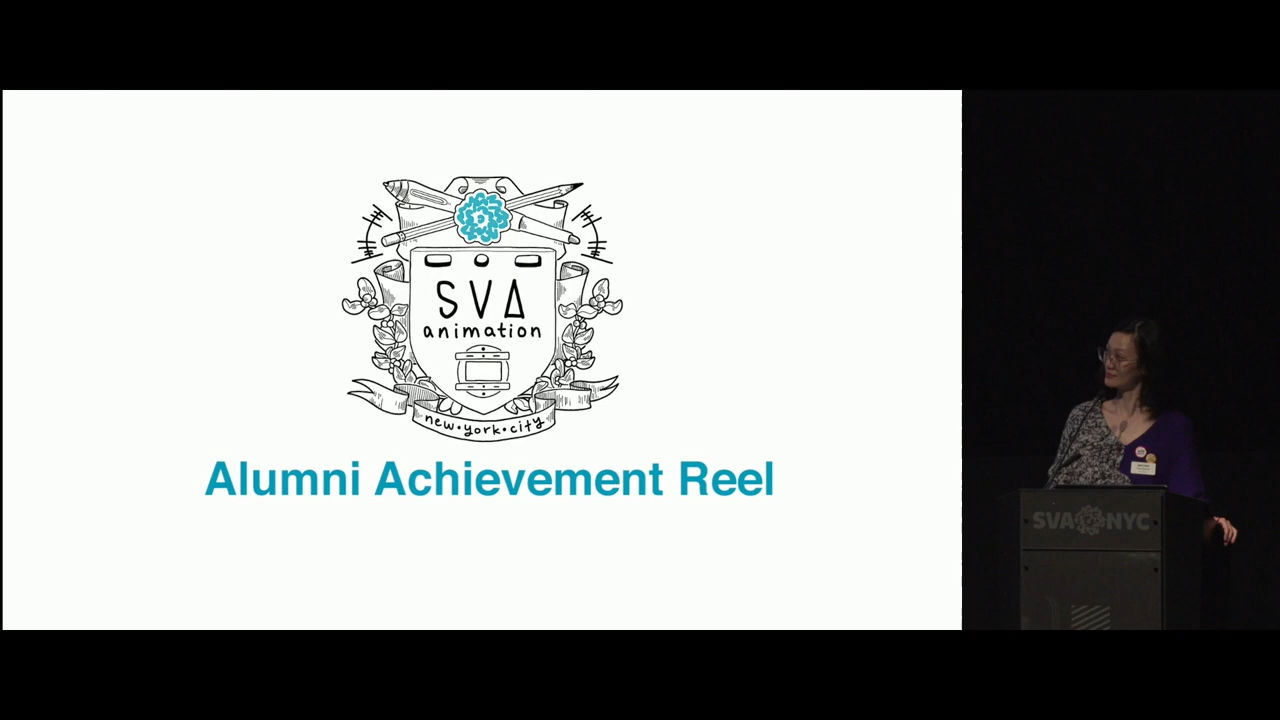 SVA
animation
new•york•city
Alumni Achievement Reel
SVA NYC